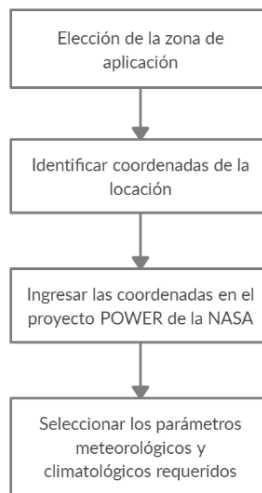 Elección de la zona de
aplicación
Identificar coordenadas de la
locación
Ingresar las coordenadas en el
proyecto POWER de la NASA
Seleccionar los parámetros
meteorológicos y
climatológicos requeridos